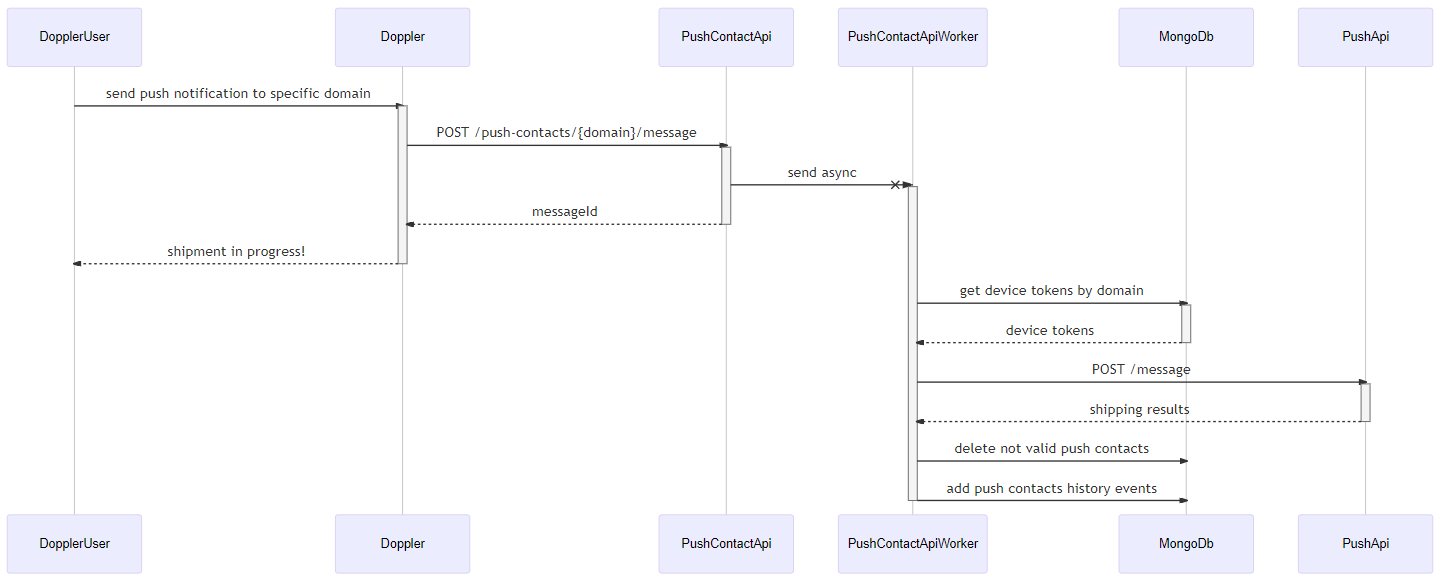 DopplerUser
Doppler
PushContactApi
PushContactApiWorker
MongoDb
PushApi
send push notification to specific domain
POST /push-contacts/{domain}/message
send async
messageId
shipment in progress!
get device tokens by domain
device tokens
POST /message
shipping results
delete not valid push contacts
add push contacts history events
DopplerUser
Doppler
PushContactApi
PushContactApiWorker
MongoDb
PushApi